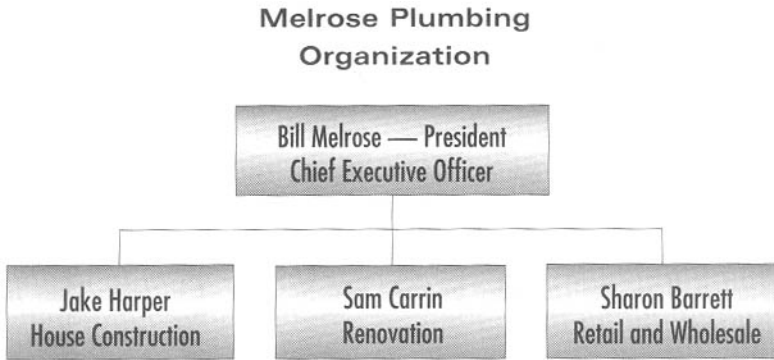 Melrose Plumbing
Organization
Bill Melrose — President
Chief Executive Officer
Jake Harper
House Construction
Sam Carrin
Renovation
Sharon Barrett
Retail and Wholesale